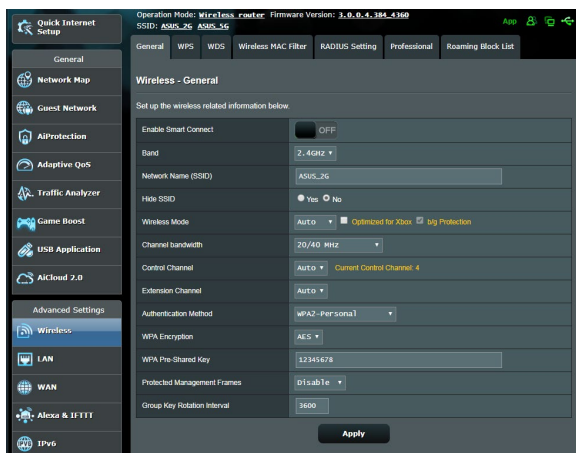 Quick Internet
Setup
Operation Mode: Wireless router Firmware Version: 3.0.0.4.384_4360
SSID: ASUS_2G ASUS_5G
App
General
Network Map
Guest Network
AiProtection
Adaptive QoS
Traffic Analyzer
Game Boost
USB Application
AiCloud 2.0
Advanced Settings
Wireless
LAN
WAN
Alexa & IFTTT
IPv6
General WPS WDS Wireless MAC Filter RADIUS Setting Professional Roaming Block List
Wireless - General
Set up the wireless related information below.
Enable Smart Connect OFF
Band 2.4GHz
Network Name (SSID) ASUS_2G
Hide SSID Yes No
Wireless Mode Auto Optimized for Xbox b/g Protection
Channel bandwidth 20/40 MHz
Control Channel Auto Current Control Channel: 4
Extension Channel Auto
Authentication Method WPA2-Personal
WPA Encryption AES
WPA Pre-Shared Key 12345678
Protected Management Frames Disable
Group Key Rotation Interval 3600
Apply